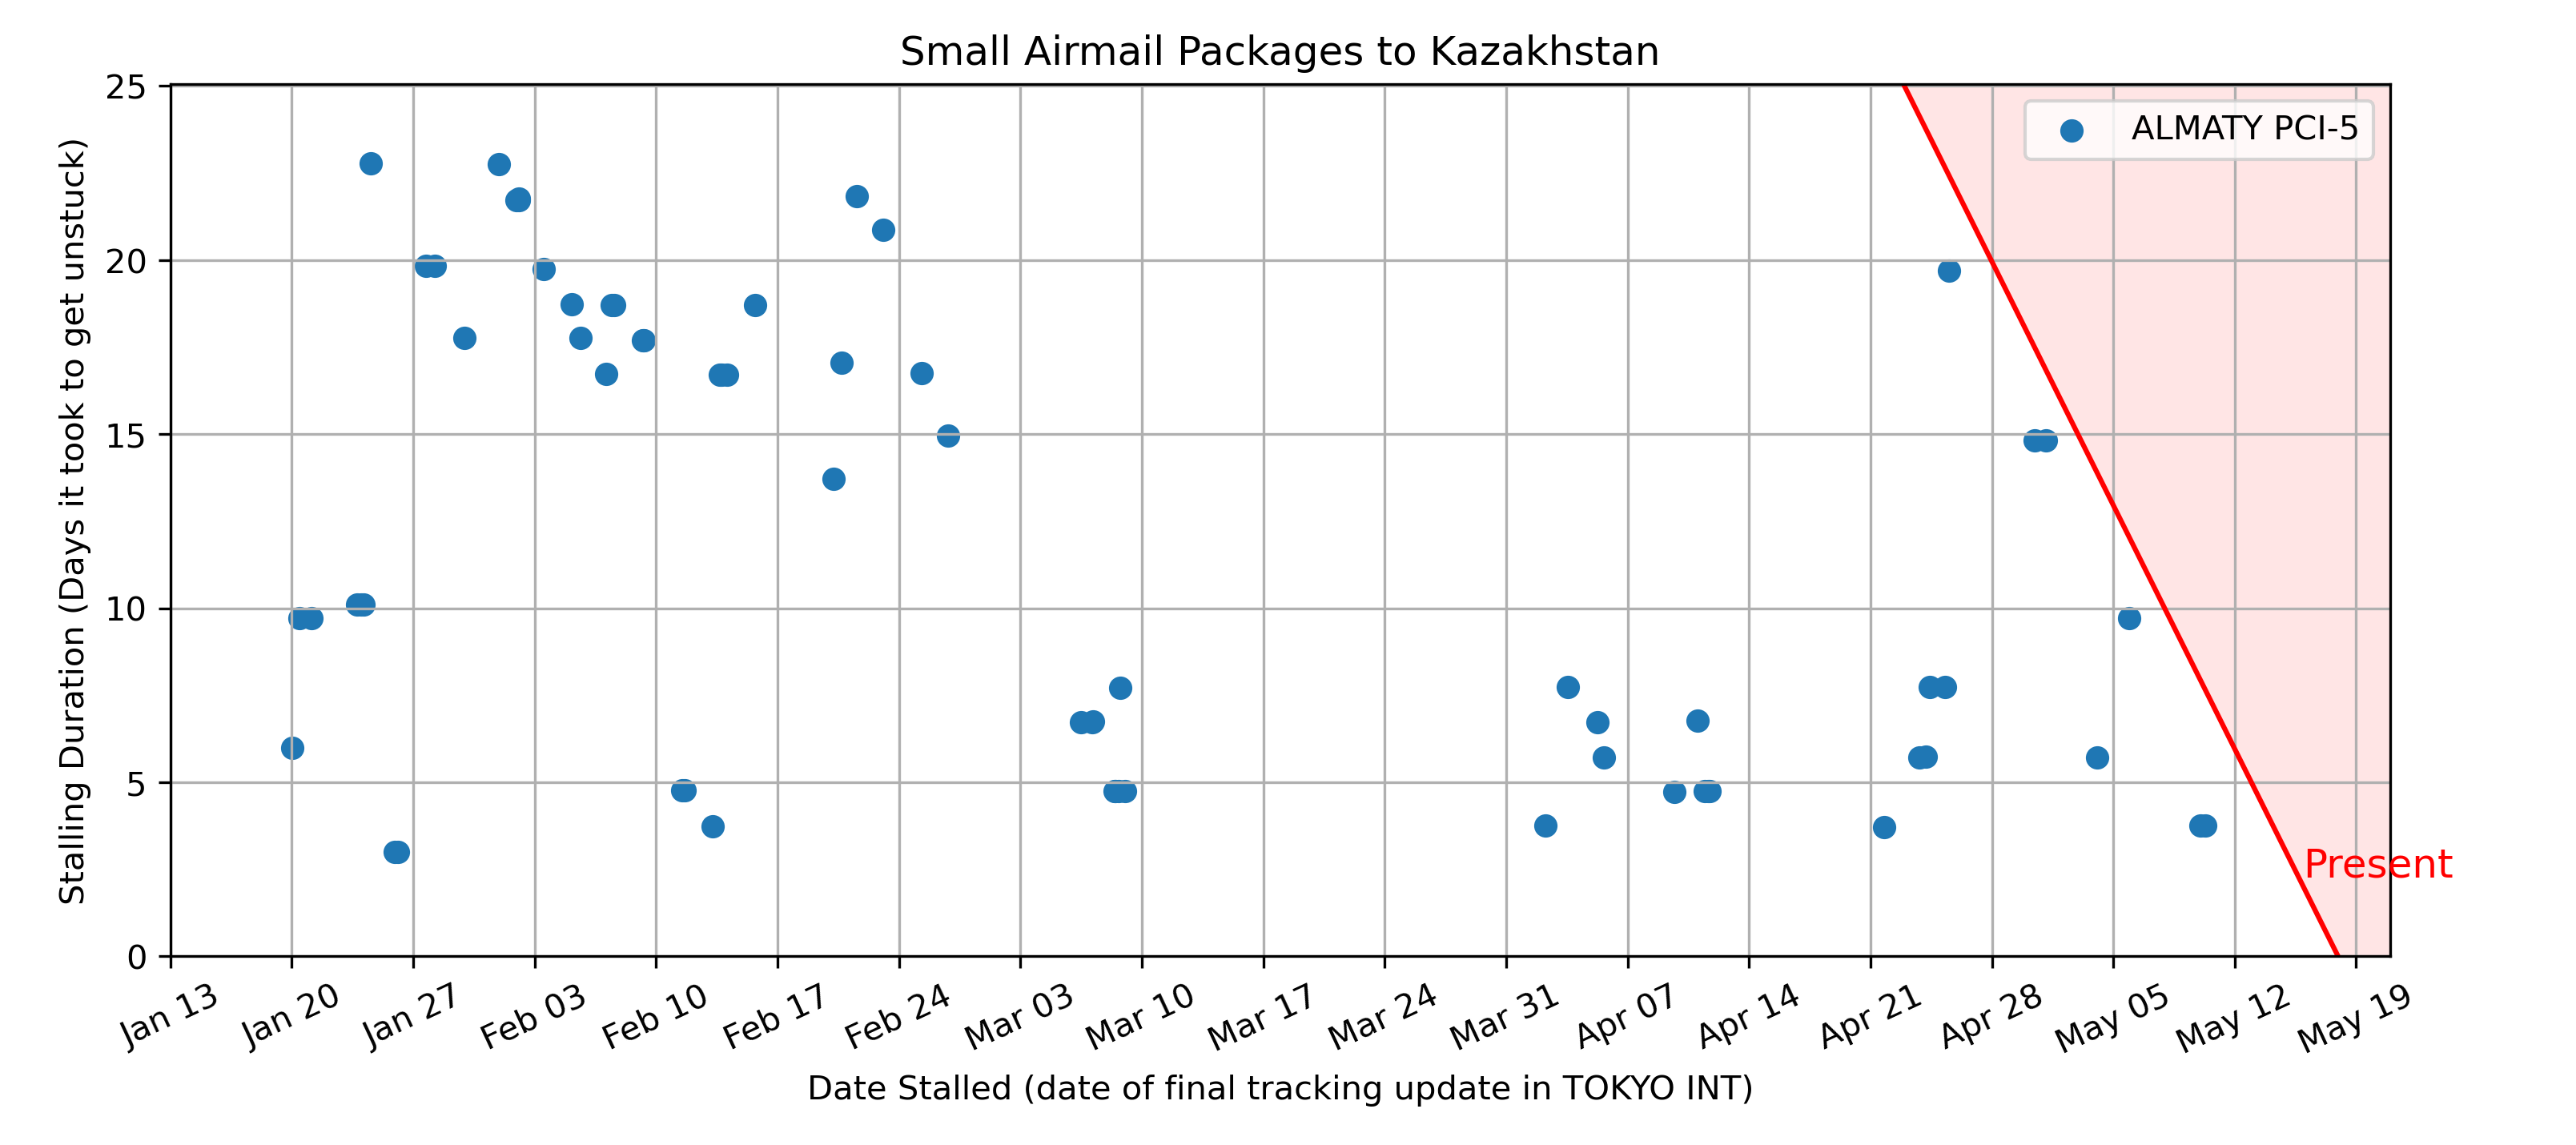 Small Airmail Packages to Kazakhstan
ALMATY PCI-5
Stalling Duration (Days it took to get unstuck)
25
20
15
10
5
0
Present
Jan 13
Jan 20
Jan 27
Feb 03
Feb 10
Feb 17
Feb 24
Mar 03
Mar 10
Mar 17
Mar 24
Mar 31
Apr 07
Apr 14
Apr 21
Apr 28
May 05
May 12
May 19
Date Stalled (date of final tracking update in TOKYO INT)